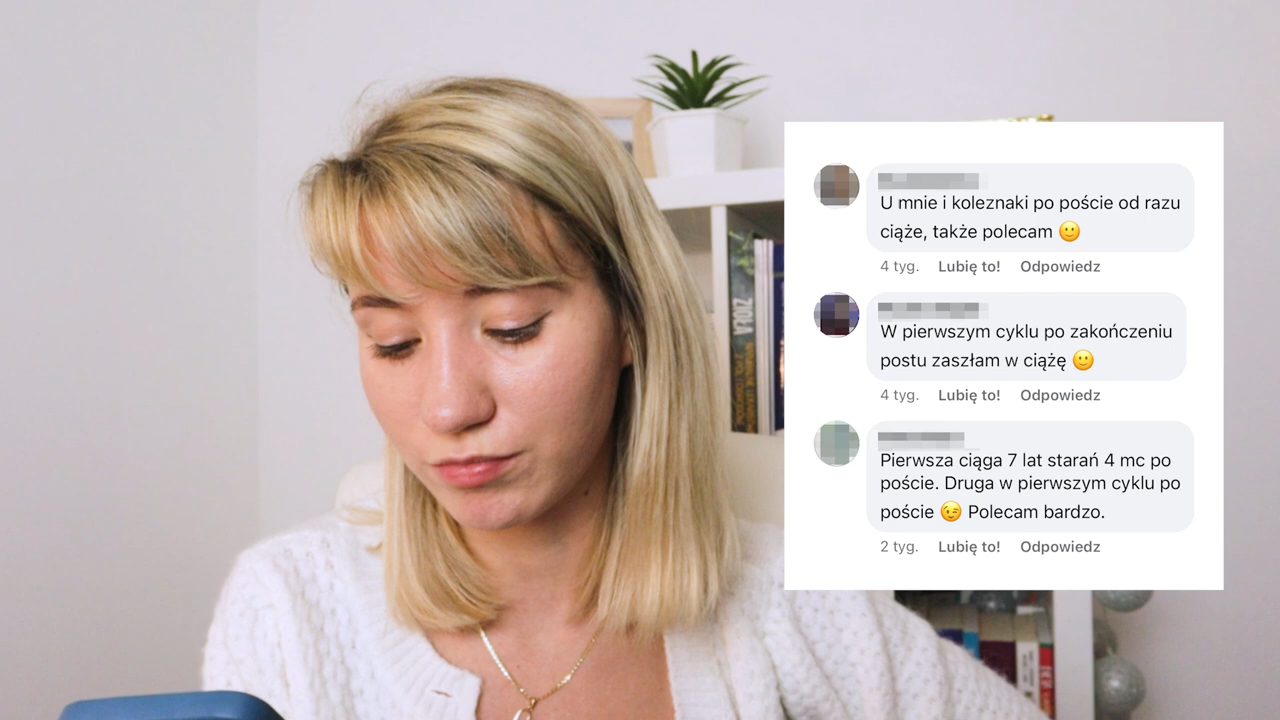 U mnie i koleznaki po poście od razu
ciąże, także polecam 🙂
4 tyg. Lubię to! Odpowiedz
W pierwszym cyklu po zakończeniu
postu zaszłam w ciążę 🙂
4 tyg. Lubię to! Odpowiedz
Pierwsza ciąga 7 lat starań 4 mc po
poście. Druga w pierwszym cyklu po
poście 😉 Polecam bardzo.
2 tyg. Lubię to! Odpowiedz
ZIOŁA